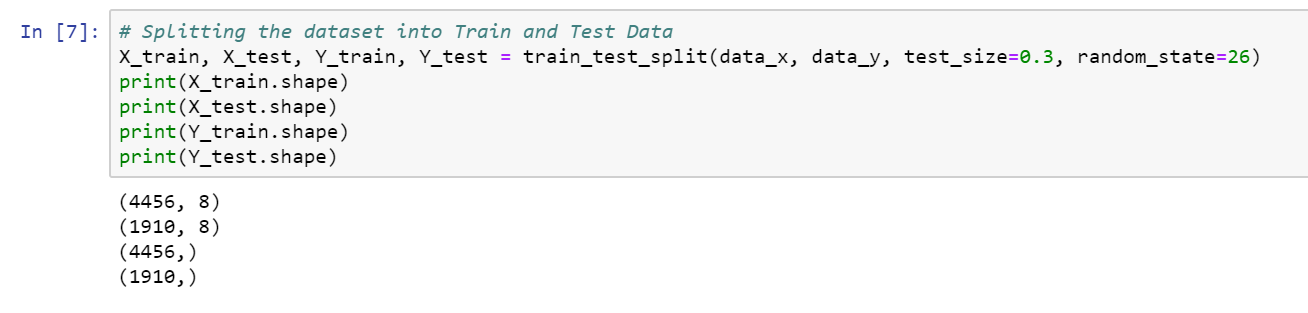 In [7]: # Splitting the dataset into Train and Test Data
X_train, X_test, Y_train, Y_test = train_test_split(data_x, data_y, test_size=0.3, random_state=26)
print(X_train.shape)
print(X_test.shape)
print(Y_train.shape)
print(Y_test.shape)
(4456, 8)
(1910, 8)
(4456,)
(1910,)